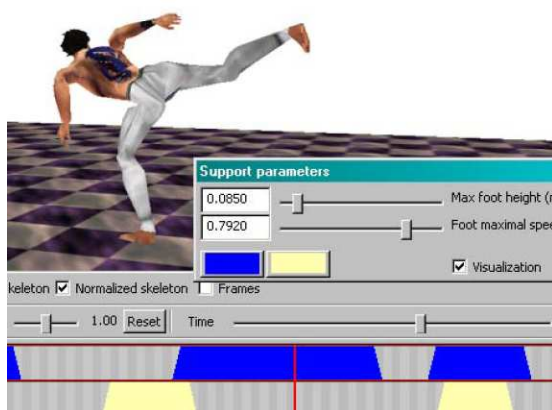 Support parameters
0.0850 Max foot height (
0.7920 Foot maximal spee
Visualization
keleton Normalized skeleton Frames
1.00 Reset Time